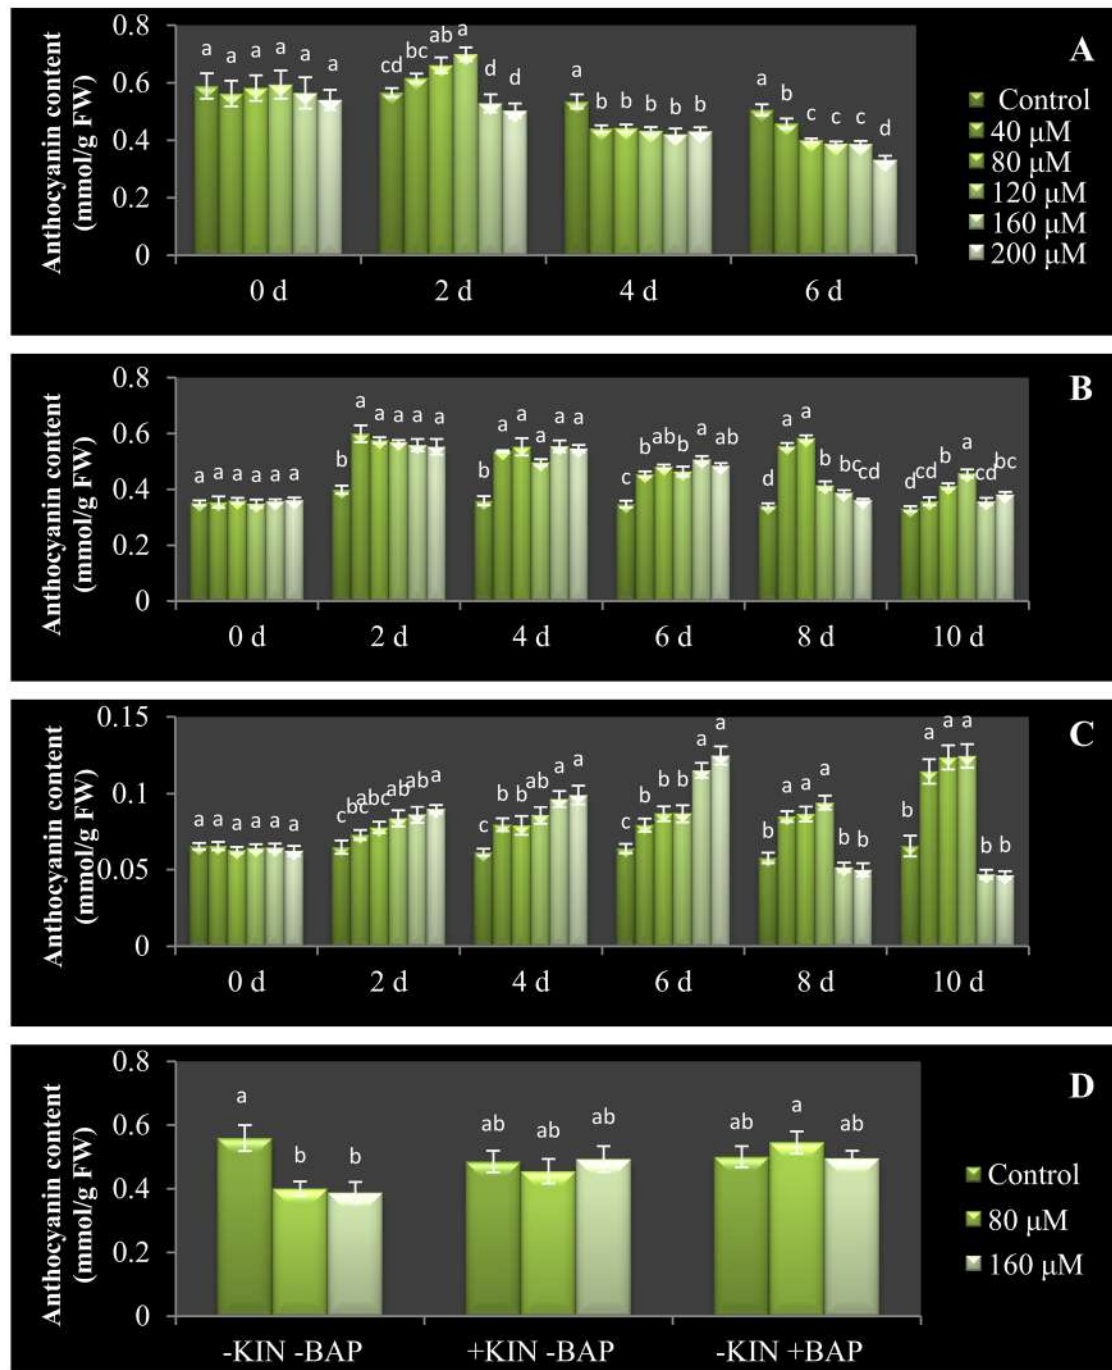 A
Anthocyanin content
(mmol/g FW)
0.8
0.6
0.4
0.2
0
a a a a a a
cd bc ab a d d
a b b b b b
a b c c c d
0 d 2 d 4 d 6 d
Control
40 μM
80 μM
120 μM
160 μM
200 μM
B
Anthocyanin content
(mmol/g FW)
0.8
0.6
0.4
0.2
0
a a a a a a
b a a a a a
b a a a a a
c b ab b a ab
d a a b bc cd
d cd b a cd bc
0 d 2 d 4 d 6 d 8 d 10 d
C
Anthocyanin content
(mmol/g FW)
0.15
0.1
0.05
0
a a a a a a
c bc abc ab ab a
c b b ab a a
c b b b a a
b a a a b b
b a a a b b
0 d 2 d 4 d 6 d 8 d 10 d
D
Anthocyanin content
(mmol/g FW)
0.8
0.6
0.4
0.2
0
a b b
ab ab ab
ab a ab
-KIN -BAP +KIN -BAP -KIN +BAP
Control
80 μM
160 μM